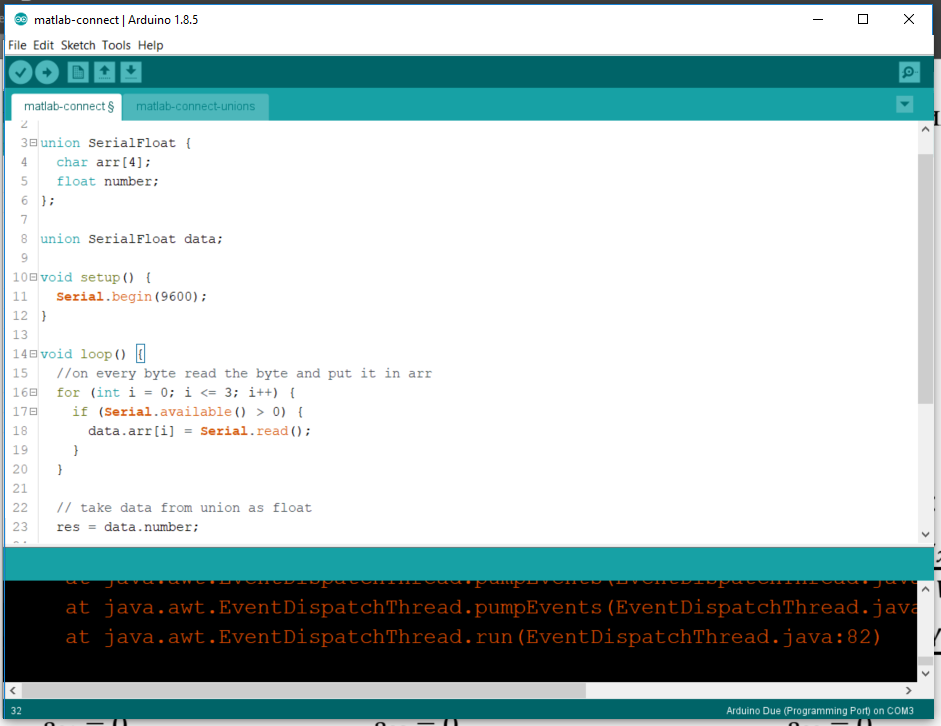 matlab-connect | Arduino 1.8.5
File Edit Sketch Tools Help
matlab-connect § matlab-connect-unions
2
3 union SerialFloat {
4 char arr[4];
5 float number;
6 };
7
8 union SerialFloat data;
9
10 void setup() {
11 Serial.begin(9600);
12 }
13
14 void loop() {
15 //on every byte read the byte and put it in arr
16 for (int i = 0; i <= 3; i++) {
17 if (Serial.available() > 0) {
18 data.arr[i] = Serial.read();
19 }
20 }
21
22 // take data from union as float
23 res = data.number;
at java.awt.EventDispatchThread.pumpEvents(EventDispatchThread.java
at java.awt.EventDispatchThread.pumpEvents(EventDispatchThread.java
at java.awt.EventDispatchThread.run(EventDispatchThread.java:82)
32 Arduino Due (Programming Port) on COM3